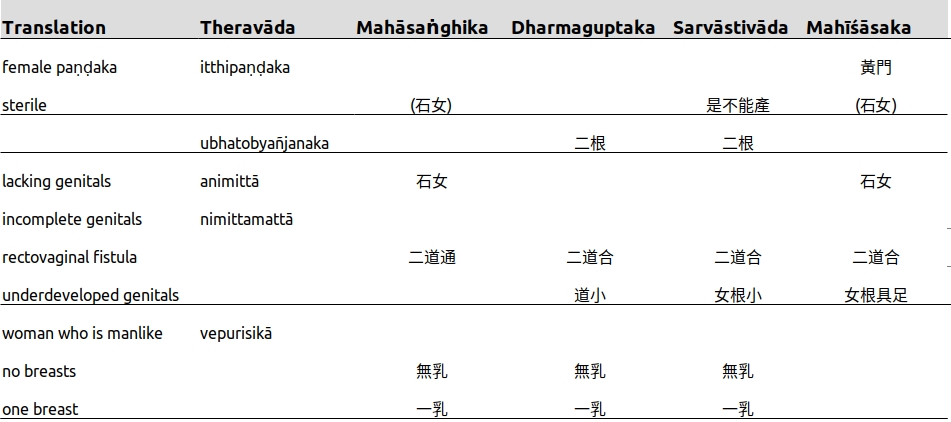 Translation Theravāda Mahāsaṅghika Dharmaguptaka Sarvāstivāda Mahīśāsaka
female paṇḍaka itthipaṇḍaka 黃門
sterile (石女) 是不能產 (石女)
ubhatobyañjanaka 二根 二根
lacking genitals animittā 石女 石女
incomplete genitals nimittamattā
rectovaginal fistula 二道通 二道合 二道合 二道合
underdeveloped genitals 道小 女根小 女根具足
woman who is manlike vepurisikā
no breasts 無乳 無乳 無乳
one breast 一乳 一乳 一乳